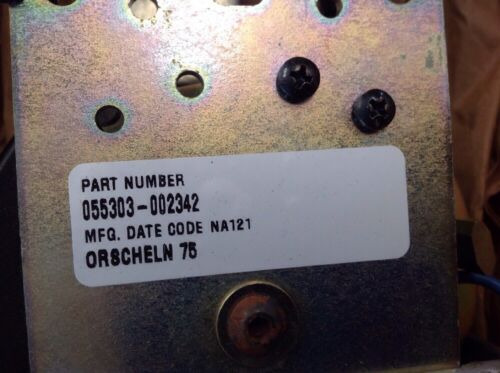 PART NUMBER
055303-002342
MFG. DATE CODE NA121
ORSCHELN 75